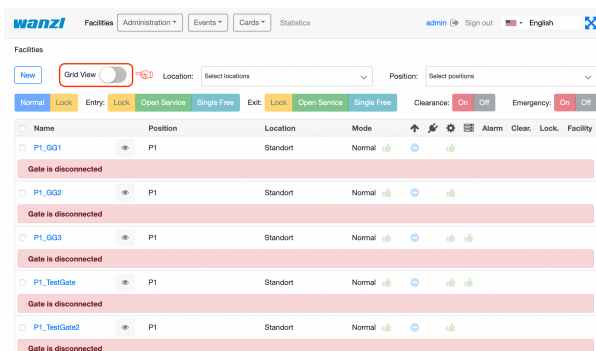 wanzl Facilities Administration Events Cards Statistics admin Sign out English
Facilities
New Grid View Location: Select locations Position: Select positions
Normal Lock Entry: Lock Open Service Single Free Exit: Lock Open Service Single Free Clearance: On Off Emergency: On Off
Name Position Location Mode Alarm Clear. Lock. Facility
P1_GG1 P1 Standort Normal
Gate is disconnected
P1_GG2 P1 Standort Normal
Gate is disconnected
P1_GG3 P1 Standort Normal
Gate is disconnected
P1_TestGate P1 Standort Normal
Gate is disconnected
P1_TestGate2 P1 Standort Normal
Gate is disconnected